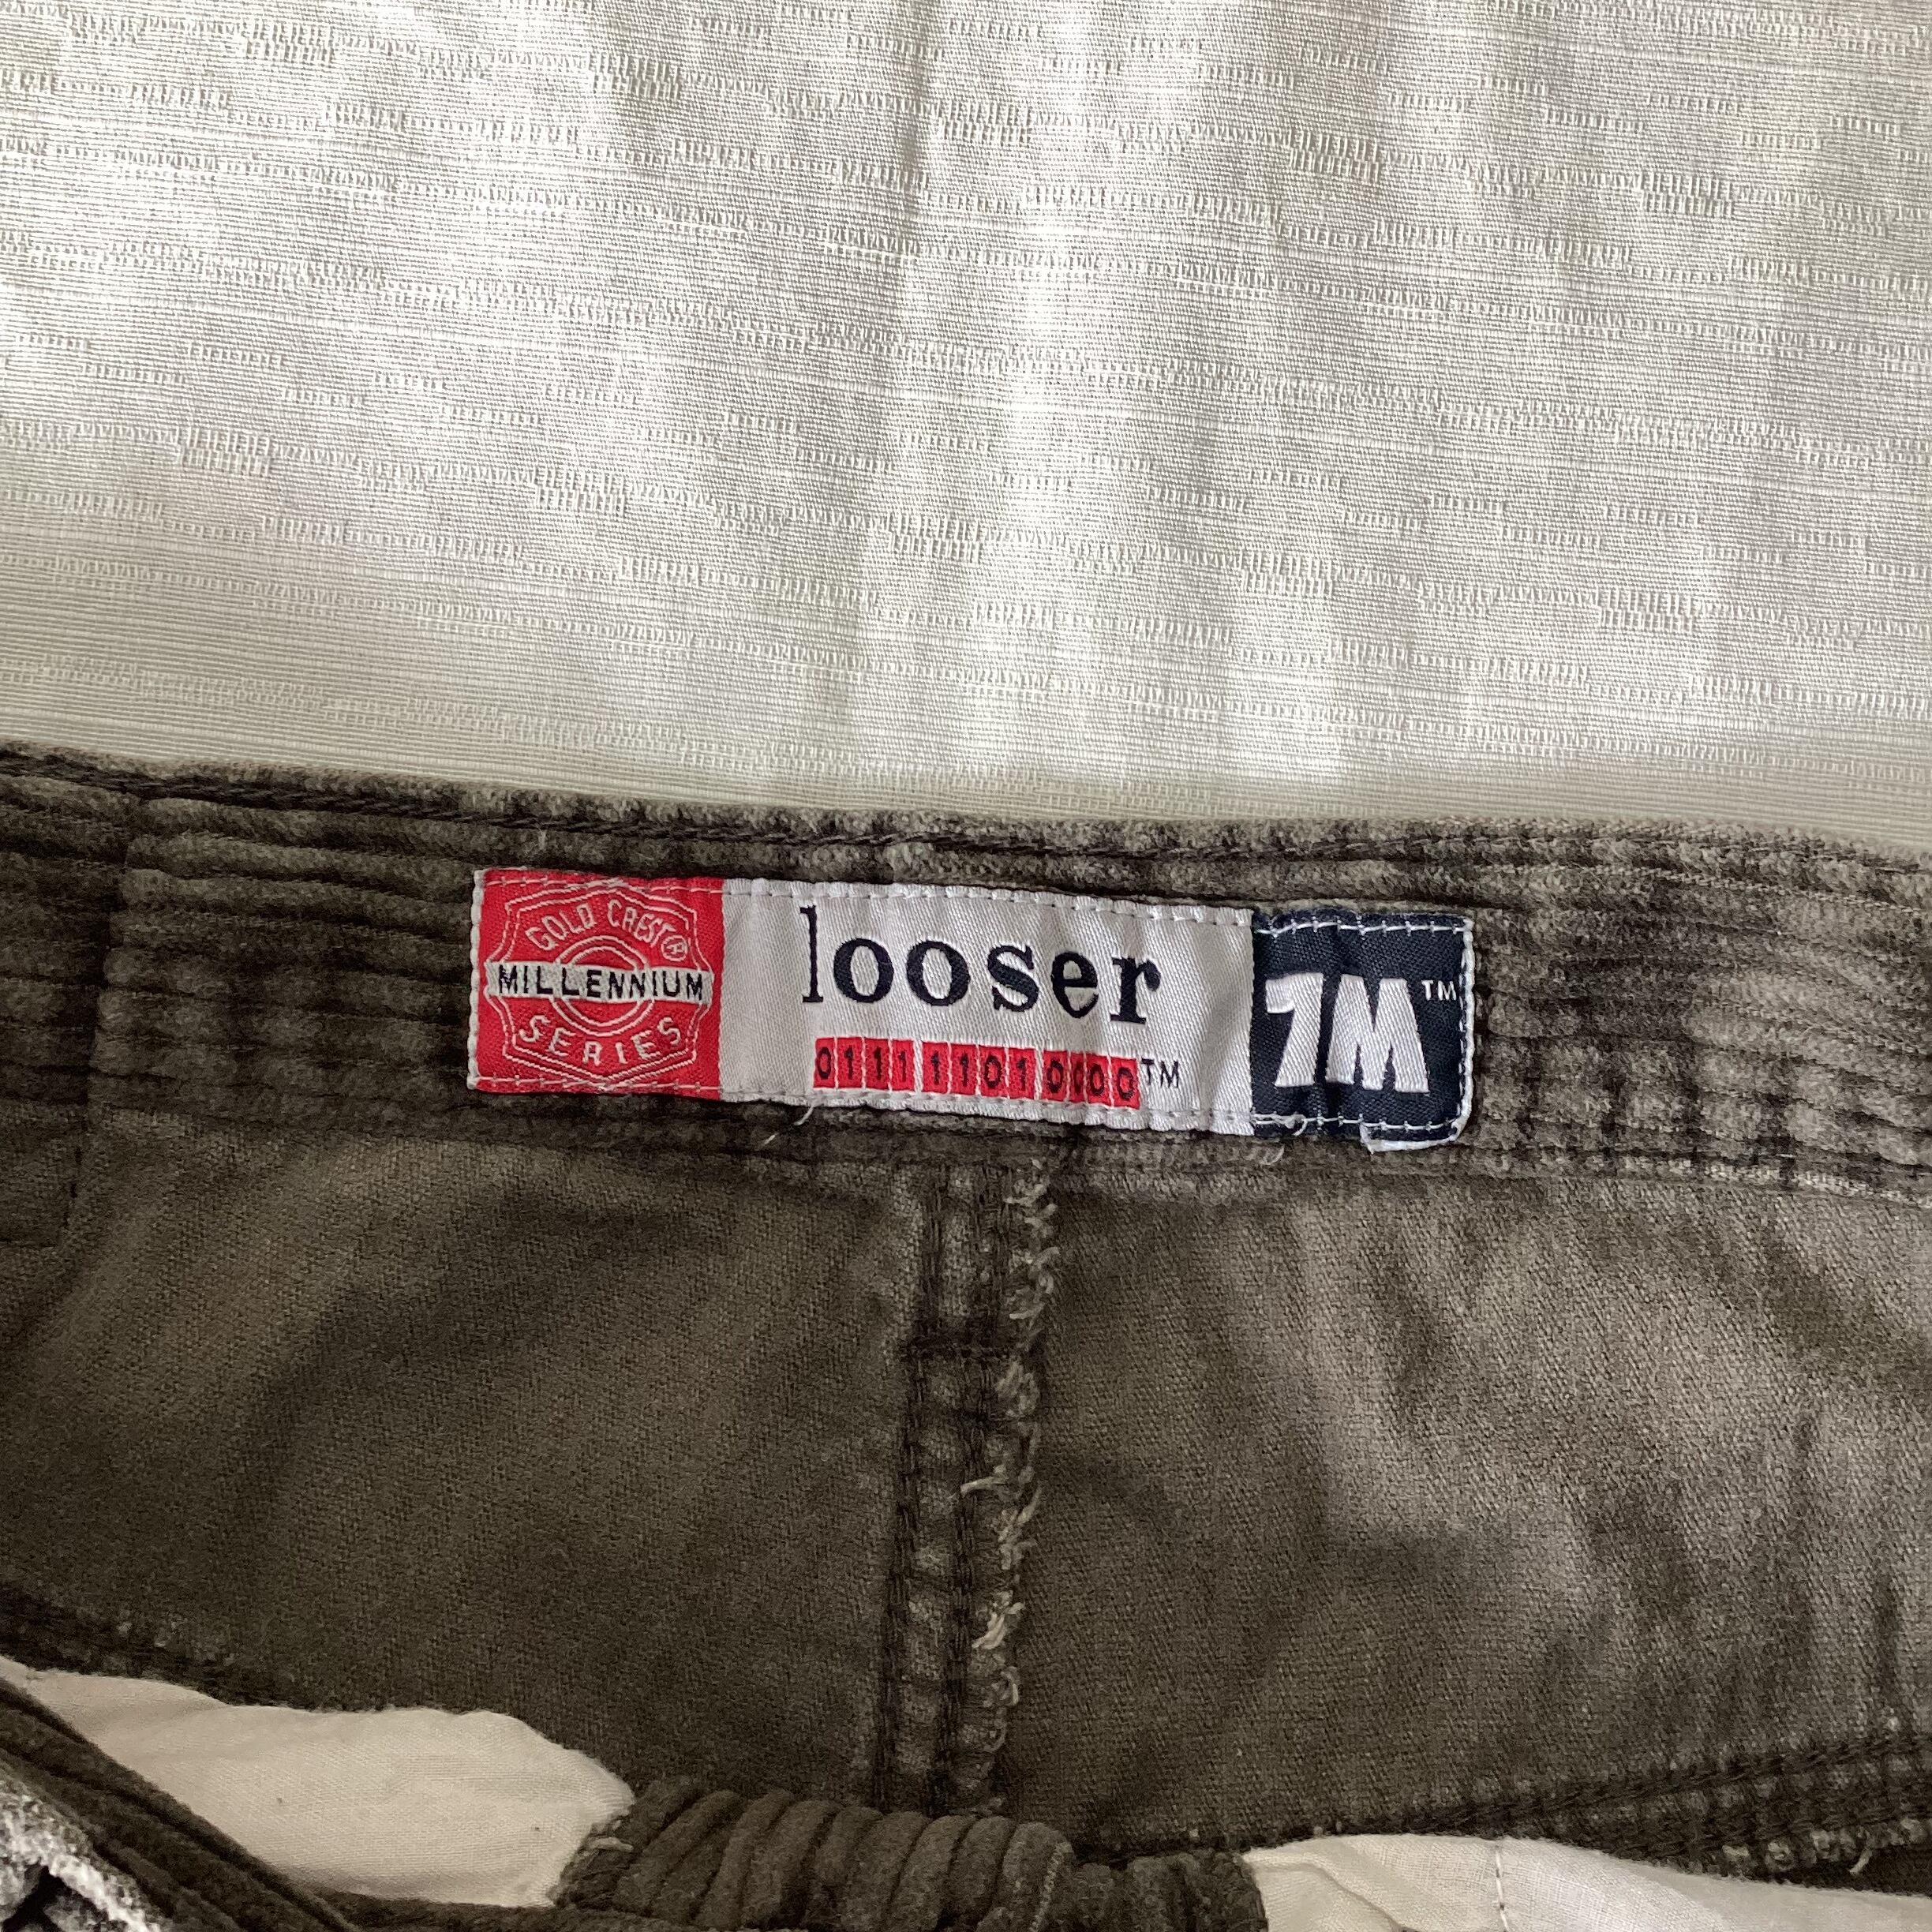 GOLD CREST®
MILLENNIUM
SERIES
looser
011111010000™
7M™